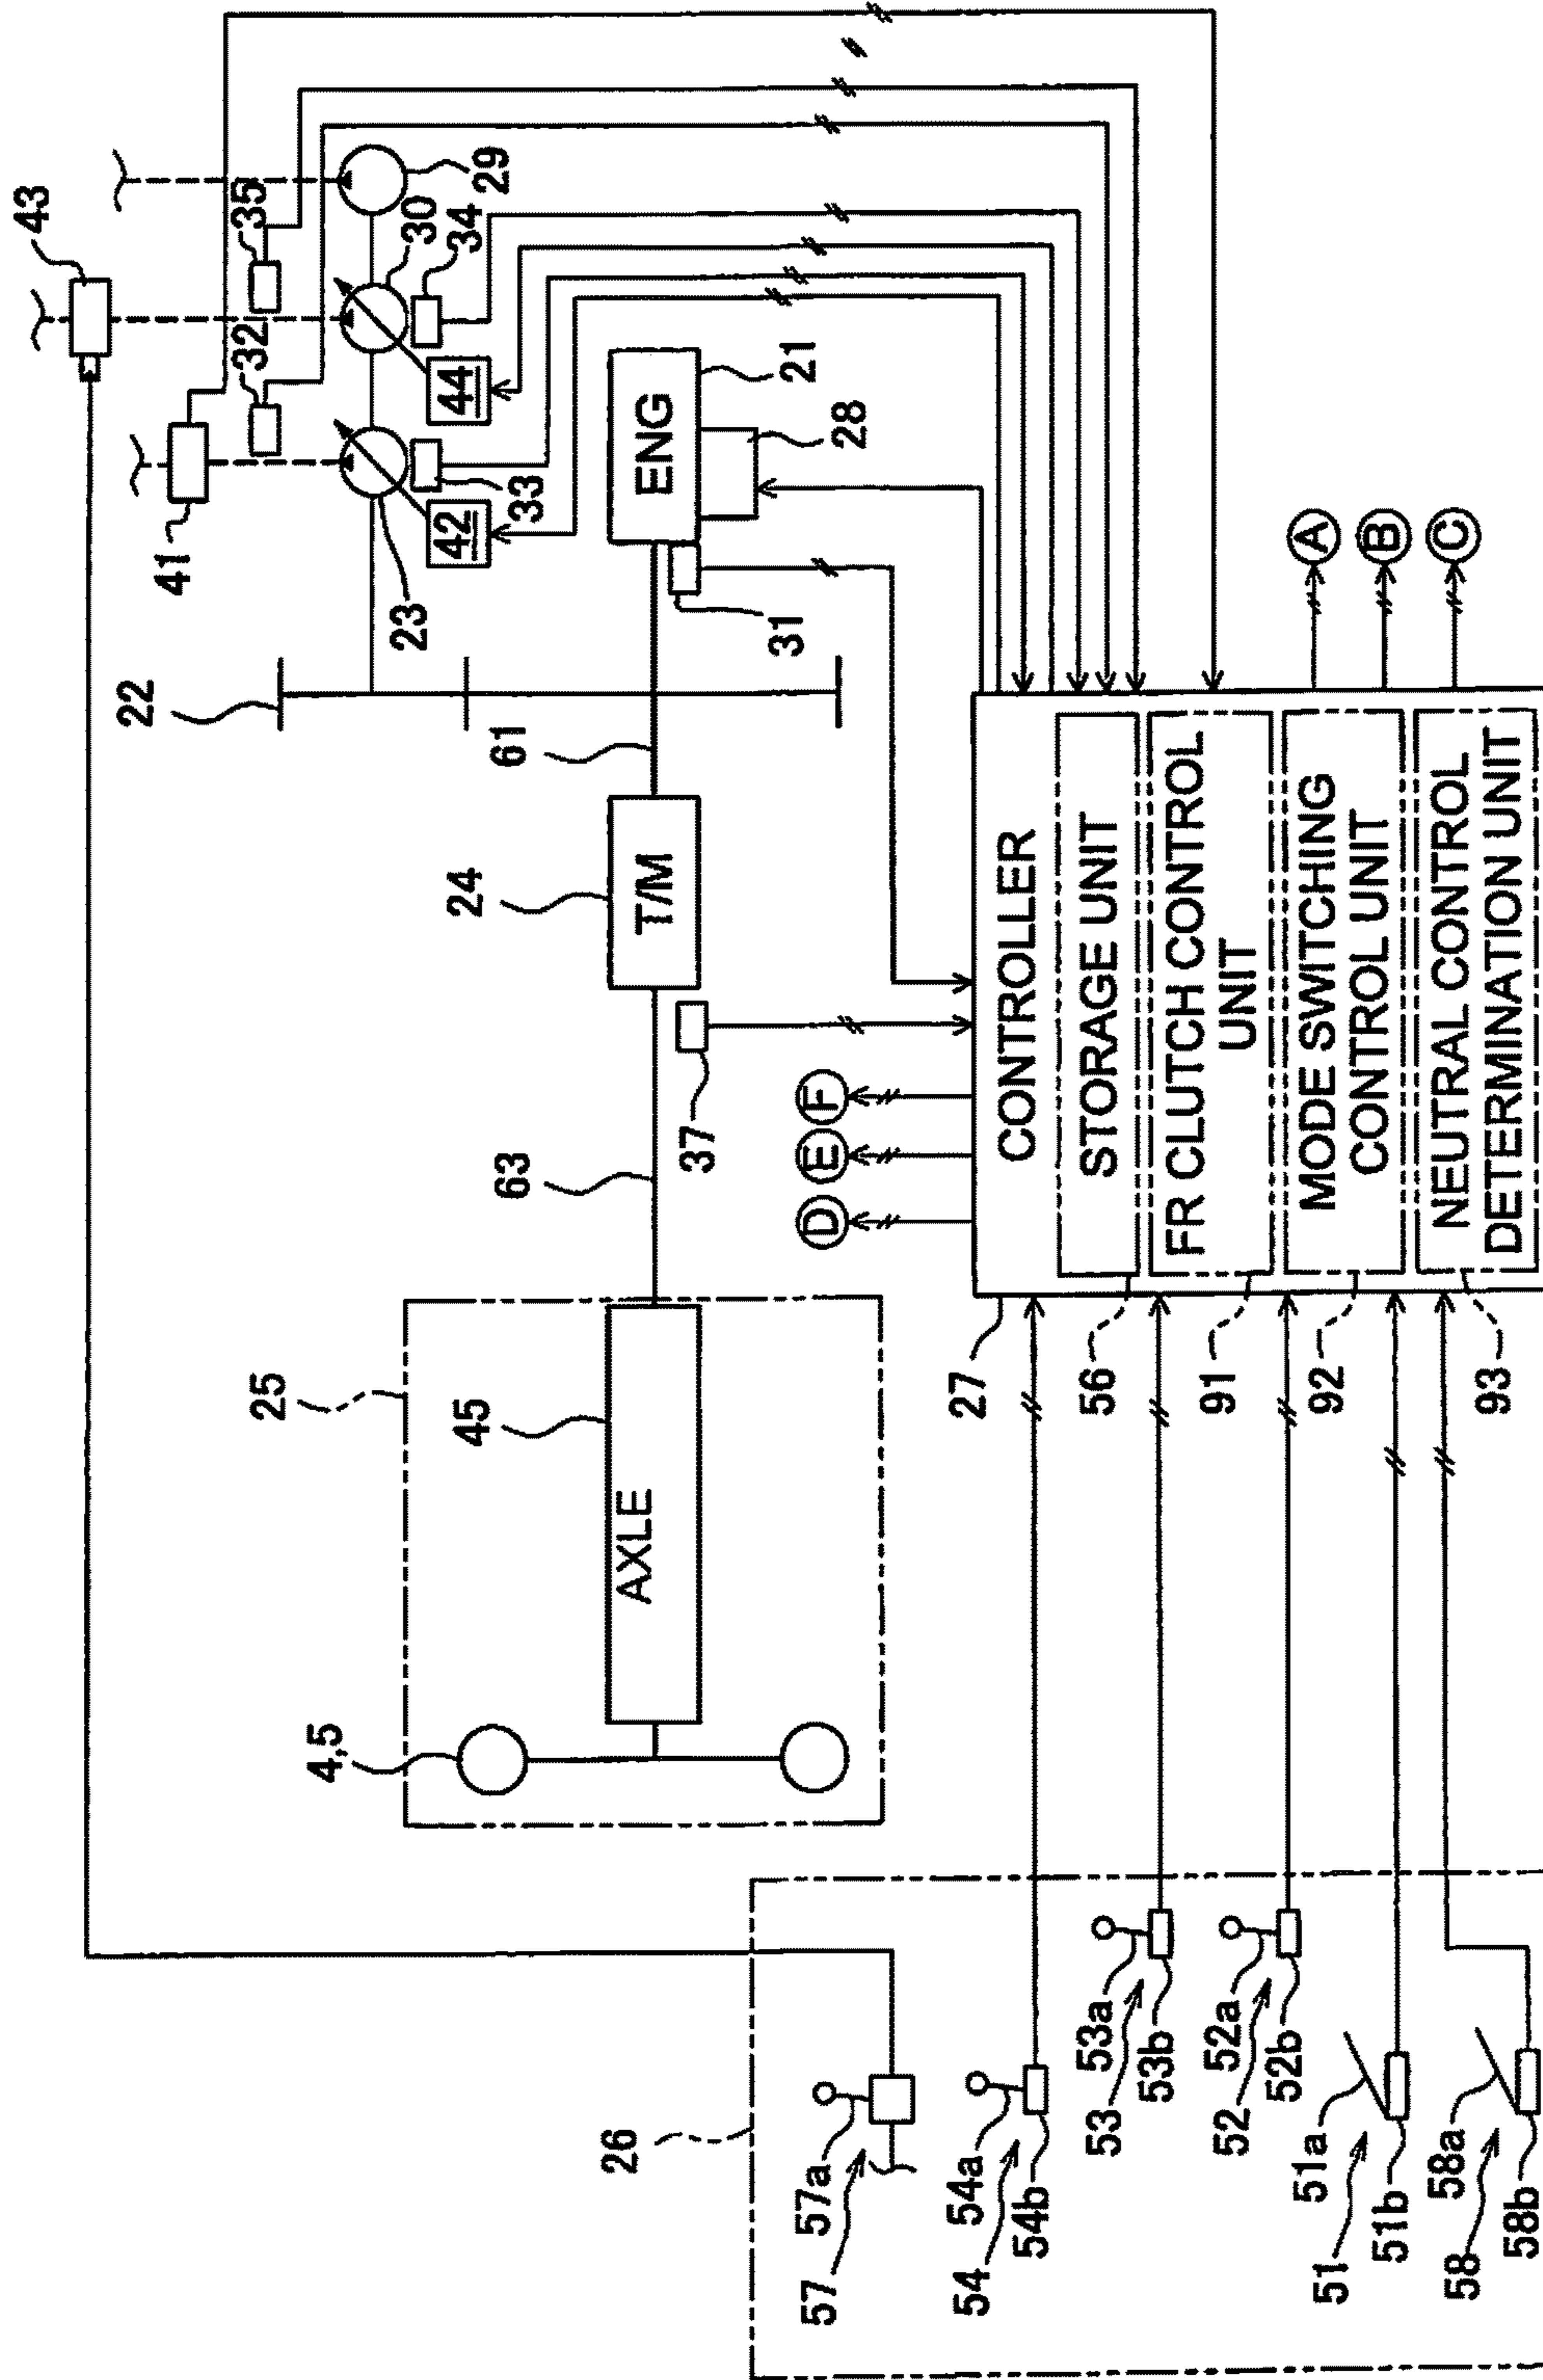 43
41
32
35
22
23
33
30
34
29
42
44
61
24
T/M
ENG
21
28
31
25
45
AXLE
4,5
63
37
D
E
F
26
27
CONTROLLER
56
STORAGE UNIT
91
FR CLUTCH CONTROL
UNIT
92
MODE SWITCHING
CONTROL UNIT
93
NEUTRAL CONTROL
DETERMINATION UNIT
A
B
C
57
57a
54
54a
54b
53
53a
53b
52
52a
52b
51
51a
51b
58
58a
58b